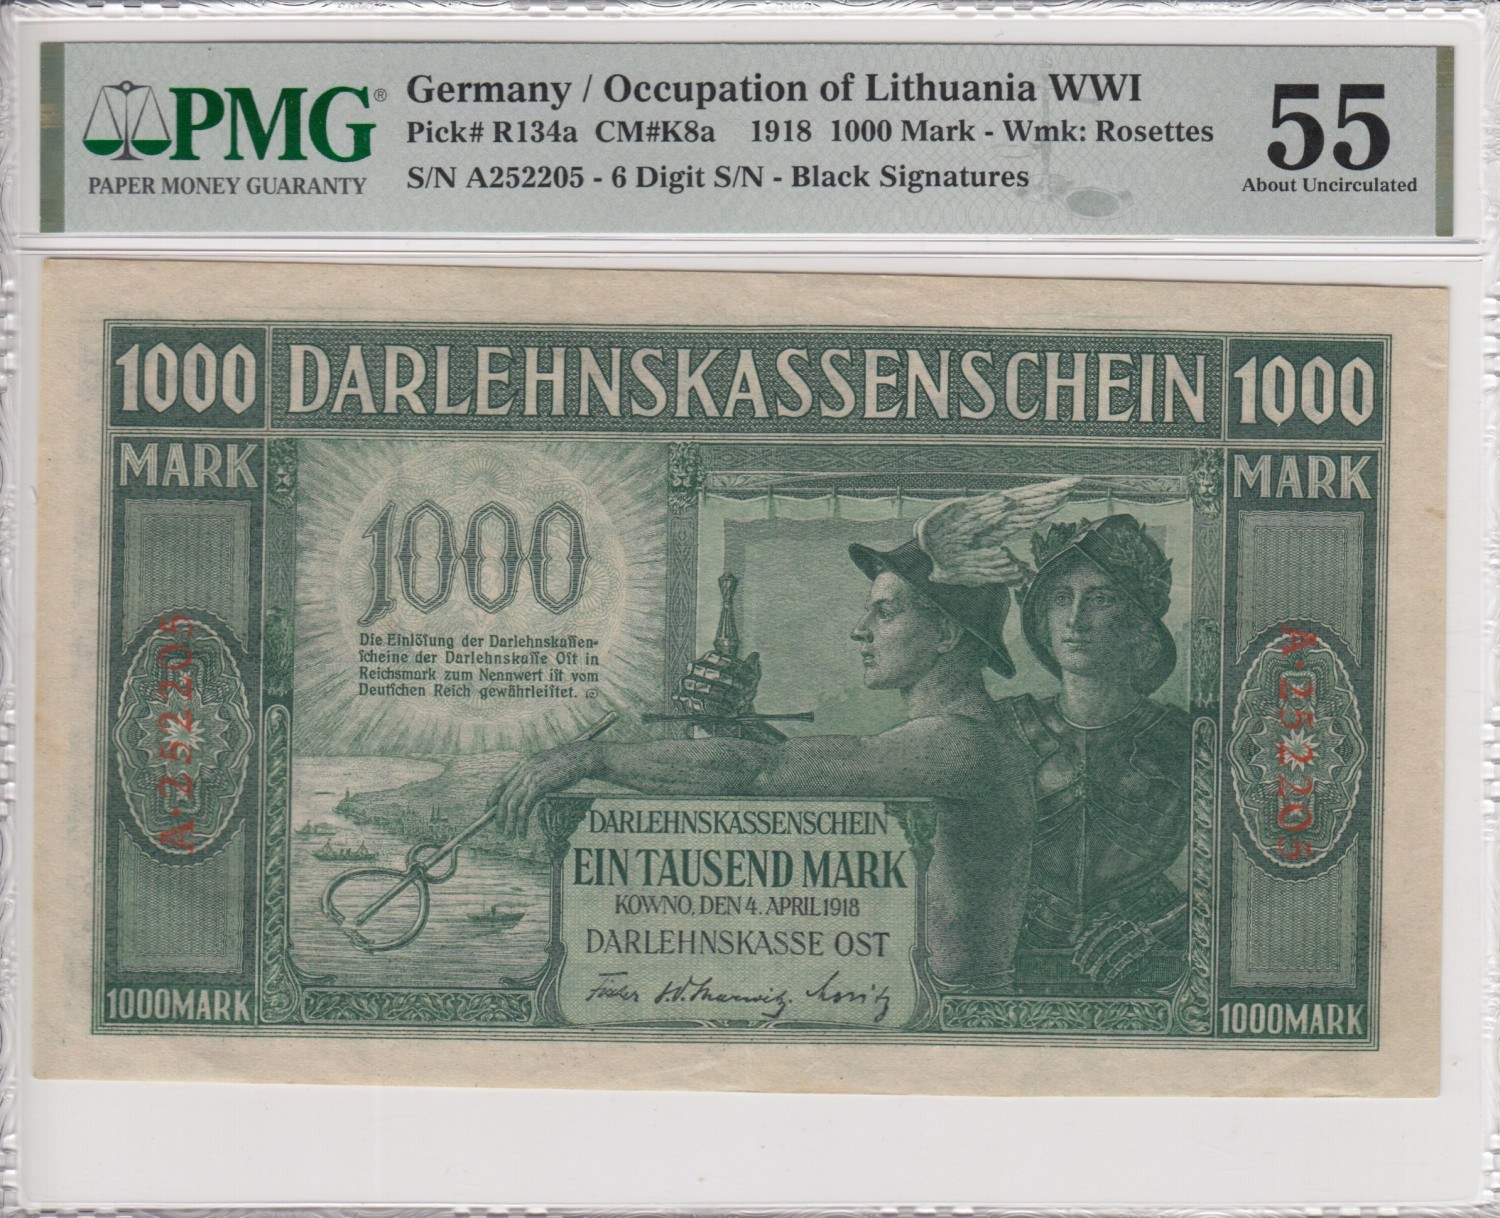 PMG®
PAPER MONEY GUARANTY
Germany / Occupation of Lithuania WWI
Pick# R134a CM#K8a 1918 1000 Mark - Wmk: Rosettes
S/N A252205 - 6 Digit S/N - Black Signatures
55
About Uncirculated
1000 DARLEHNSKASSENSCHEIN 1000
MARK
MARK
1000
Die Einlöſung der Darlehnskaſſen-
ſcheine der Darlehnskaſſe Oſt in
Reichsmark zum Nennwert iſt vom
Deutſchen Reich gewährleiſtet.
A·252205
A·252205
DARLEHNSKASSENSCHEIN
EIN TAUSEND MARK
KOWNO, DEN 4. APRIL 1918
DARLEHNSKASSE OST
1000MARK
1000MARK